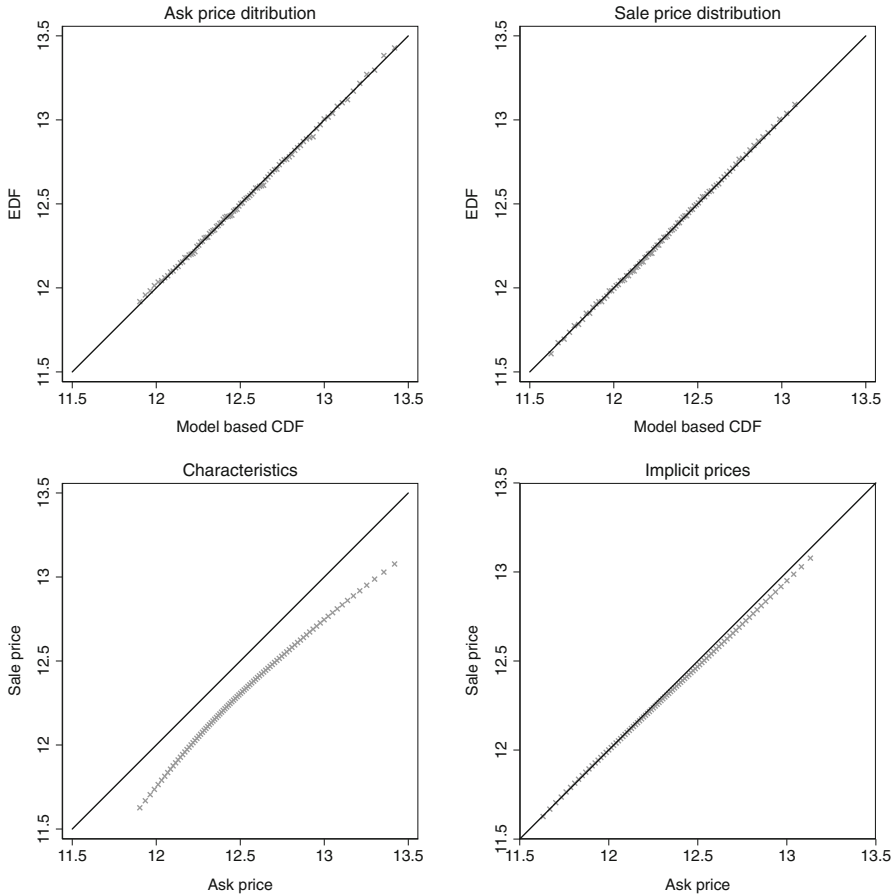 Ask price ditribution
EDF
13.5
13
12.5
12
11.5
11.5 12 12.5 13 13.5
Model based CDF
Sale price distribution
EDF
13.5
13
12.5
12
11.5
11.5 12 12.5 13 13.5
Model based CDF
Characteristics
Sale price
13.5
13
12.5
12
11.5
11.5 12 12.5 13 13.5
Ask price
Implicit prices
Sale price
13.5
13
12.5
12
11.5
11.5 12 12.5 13 13.5
Ask price